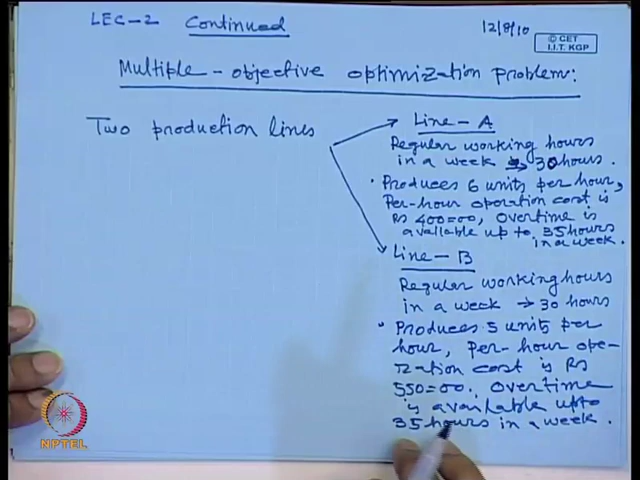 LEC-2 Continued
12/8/10
© CET
I.I.T. KGP
Multiple-objective optimization problem:
Two production lines
Line-A
Regular working hours
in a week → 30 hours.
• Produces 6 units per hour,
Per-hour operation cost is
Rs 400=00, Overtime is
available up to 35 hours
in a week.
Line-B
Regular working hours
in a week → 30 hours
• Produces 5 units per
hour, Per-hour ope-
ration cost is Rs
550=00. Overtime
is available upto
35 hours in a week.
NPTEL